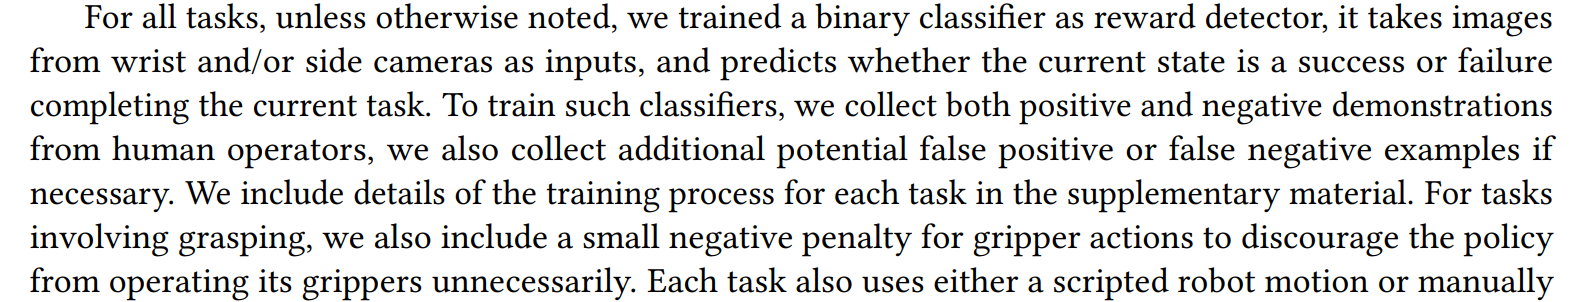 For all tasks, unless otherwise noted, we trained a binary classifier as reward detector, it takes images
from wrist and/or side cameras as inputs, and predicts whether the current state is a success or failure
completing the current task. To train such classifiers, we collect both positive and negative demonstrations
from human operators, we also collect additional potential false positive or false negative examples if
necessary. We include details of the training process for each task in the supplementary material. For tasks
involving grasping, we also include a small negative penalty for gripper actions to discourage the policy
from operating its grippers unnecessarily. Each task also uses either a scripted robot motion or manually